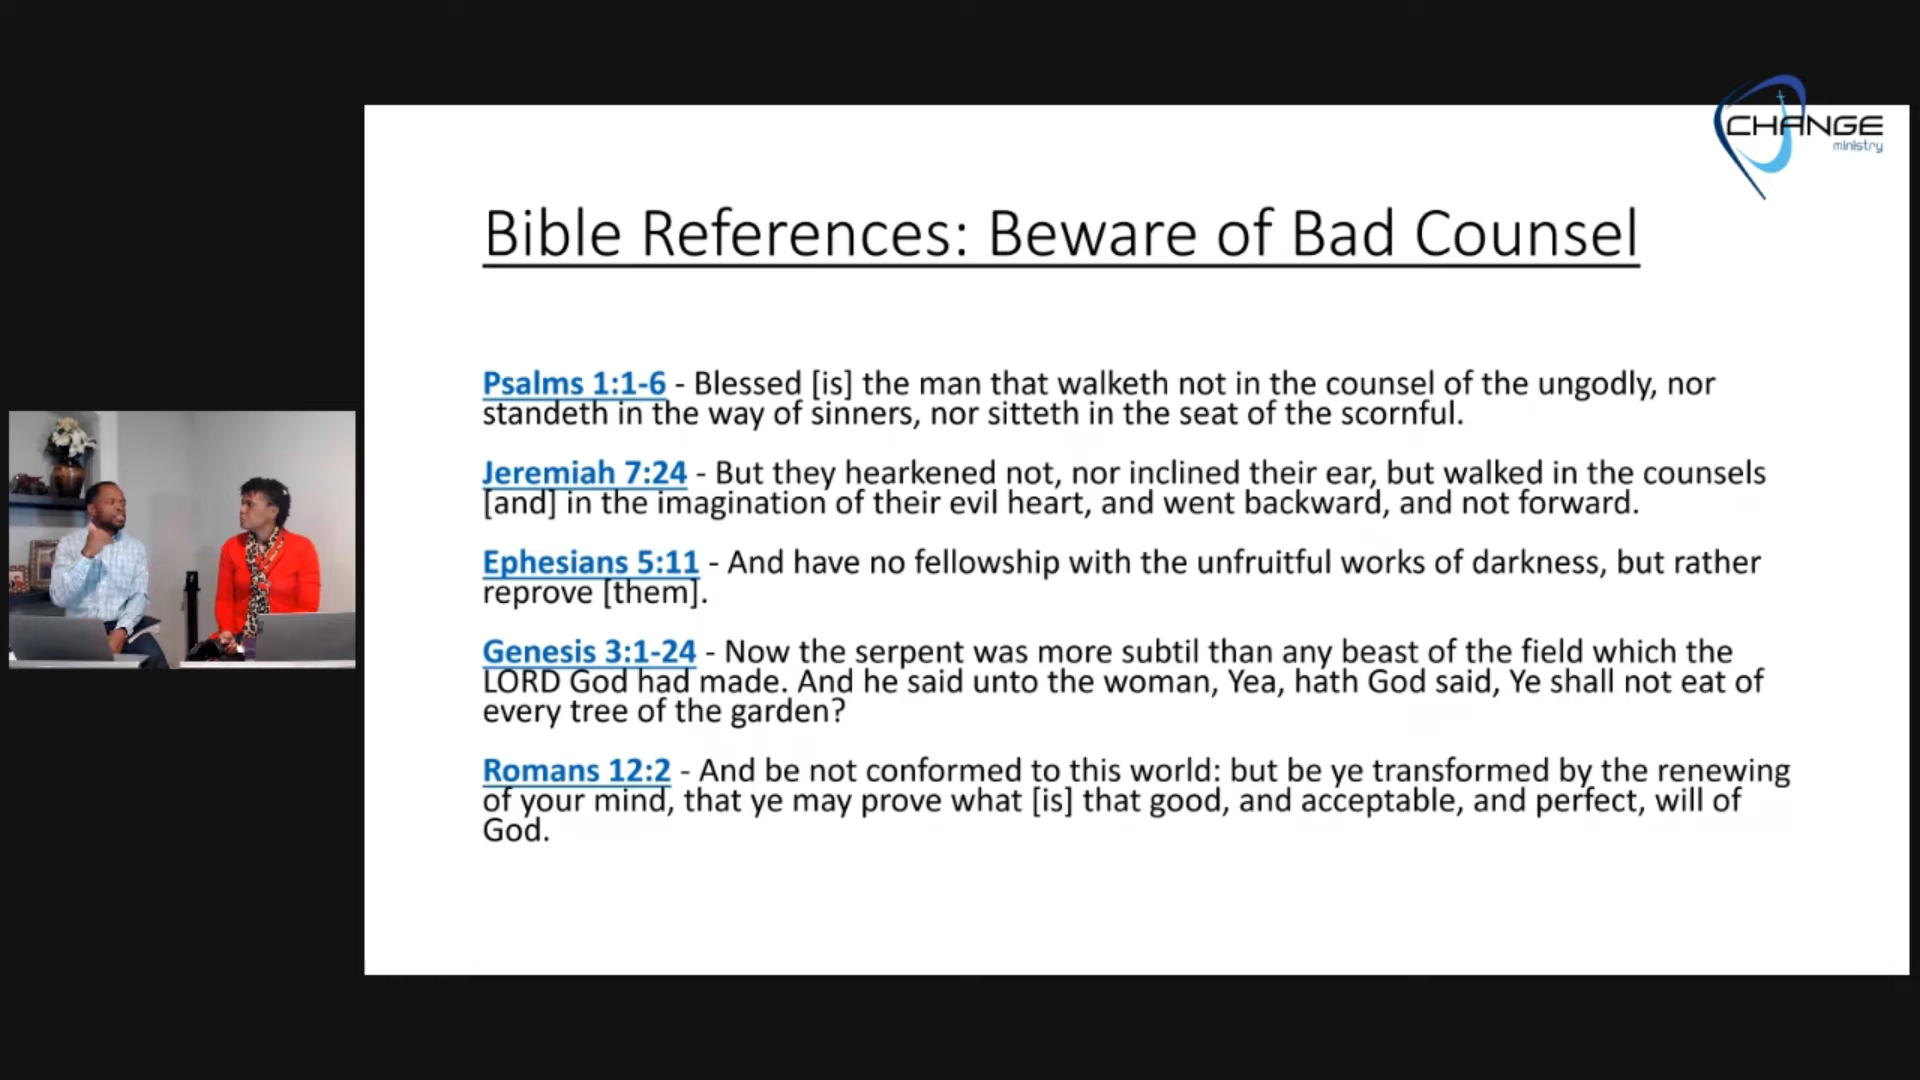 CHANGE
ministry
Bible References: Beware of Bad Counsel
Psalms 1:1-6 - Blessed [is] the man that walketh not in the counsel of the ungodly, nor
standeth in the way of sinners, nor sitteth in the seat of the scornful.
Jeremiah 7:24 - But they hearkened not, nor inclined their ear, but walked in the counsels
[and] in the imagination of their evil heart, and went backward, and not forward.
Ephesians 5:11 - And have no fellowship with the unfruitful works of darkness, but rather
reprove [them].
Genesis 3:1-24 - Now the serpent was more subtil than any beast of the field which the
LORD God had made. And he said unto the woman, Yea, hath God said, Ye shall not eat of
every tree of the garden?
Romans 12:2 - And be not conformed to this world: but be ye transformed by the renewing
of your mind, that ye may prove what [is] that good, and acceptable, and perfect, will of
God.